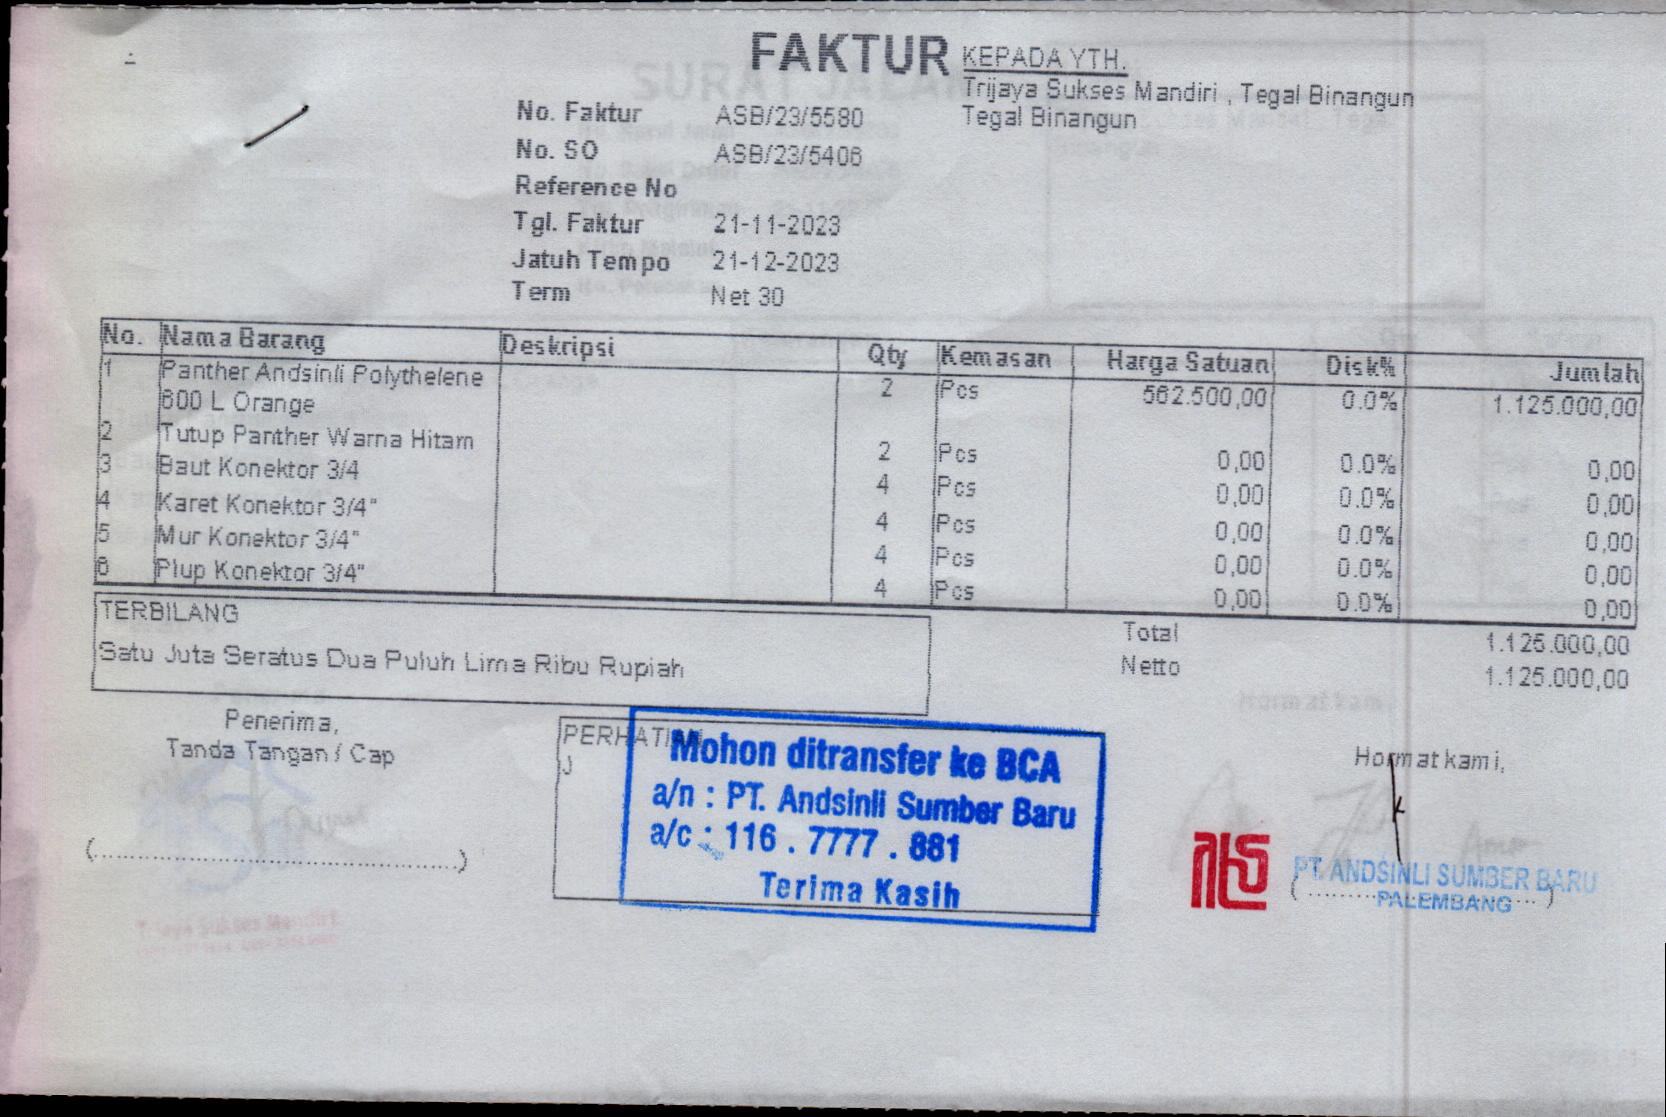 FAKTUR
KEPADA YTH.
Trijaya Sukses Mandiri , Tegal Binangun
Tegal Binangun
No. Faktur ASB/23/5580
No. SO ASB/23/5406
Reference No
Tgl. Faktur 21-11-2023
Jatuh Tempo 21-12-2023
Term Net 30
No. Nama Barang Deskripsi Qty Kemasan Harga Satuan Disk% Jumlah
1 Panther Andsinli Polythelene 2 Pcs 562.500,00 0.0% 1.125.000,00
600 L Orange
2 Tutup Panther Warna Hitam 2 Pcs 0,00 0.0% 0,00
3 Baut Konektor 3/4 4 Pcs 0,00 0.0% 0,00
4 Karet Konektor 3/4" 4 Pcs 0,00 0.0% 0,00
5 Mur Konektor 3/4" 4 Pcs 0,00 0.0% 0,00
6 Plup Konektor 3/4" 4 Pcs 0,00 0.0% 0,00
TERBILANG
Satu Juta Seratus Dua Puluh Lima Ribu Rupiah
Total 1.125.000,00
Netto 1.125.000,00
Penerima,
Tanda Tangan / Cap
PERHATI
J
Mohon ditransfer ke BCA
a/n : PT. Andsinli Sumber Baru
a/c : 116 . 7777 . 881
Terima Kasih
Hormat kami,
PT. ANDSINLI SUMBER BARU
PALEMBANG
(........................................)